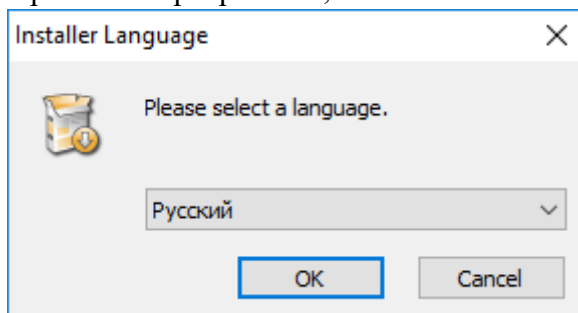 Installer Language
Please select a language.
Русский
OK
Cancel